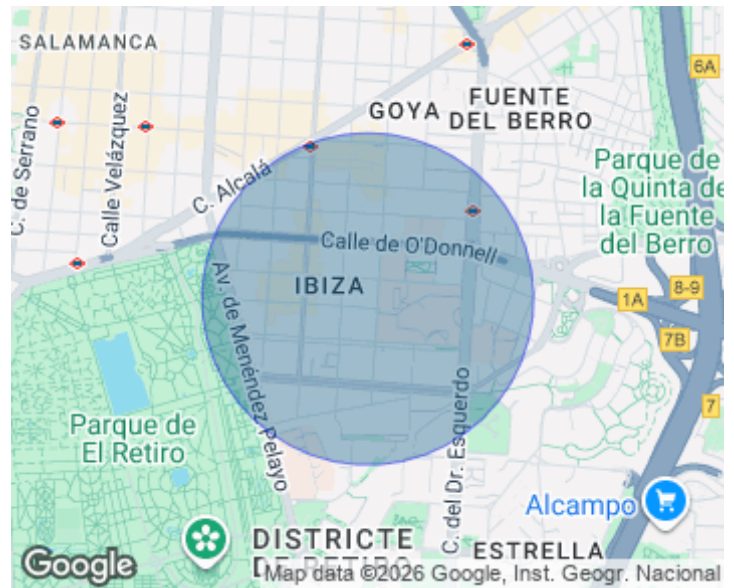 SALAMANCA
6A
GOYA
FUENTE
DEL BERRO
C. de Serrano
Calle Velázquez
C. Alcalá
Parque de
la Quinta de
la Fuente
del Berro
Calle de O'Donnell
IBIZA
8-9
1A
7B
Av. de Menéndez Pelayo
7
Parque de
El Retiro
C. del Dr. Esquerdo
Alcampo
DISTRICTE
DE RETIRO
ESTRELLA
Google
Map data ©2026 Google, Inst. Geogr. Nacional